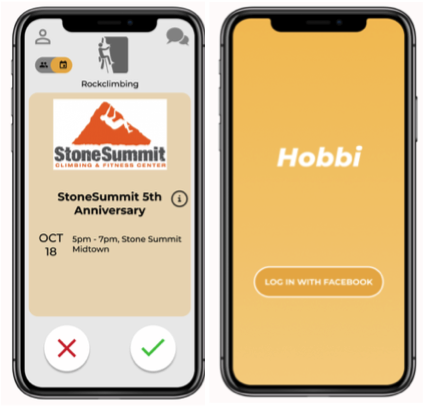 Rockclimbing
StoneSummit
CLIMBING & FITNESS CENTER
StoneSummit 5th
Anniversary
i
OCT
18
5pm - 7pm, Stone Summit
Midtown
Hobbi
LOG IN WITH FACEBOOK